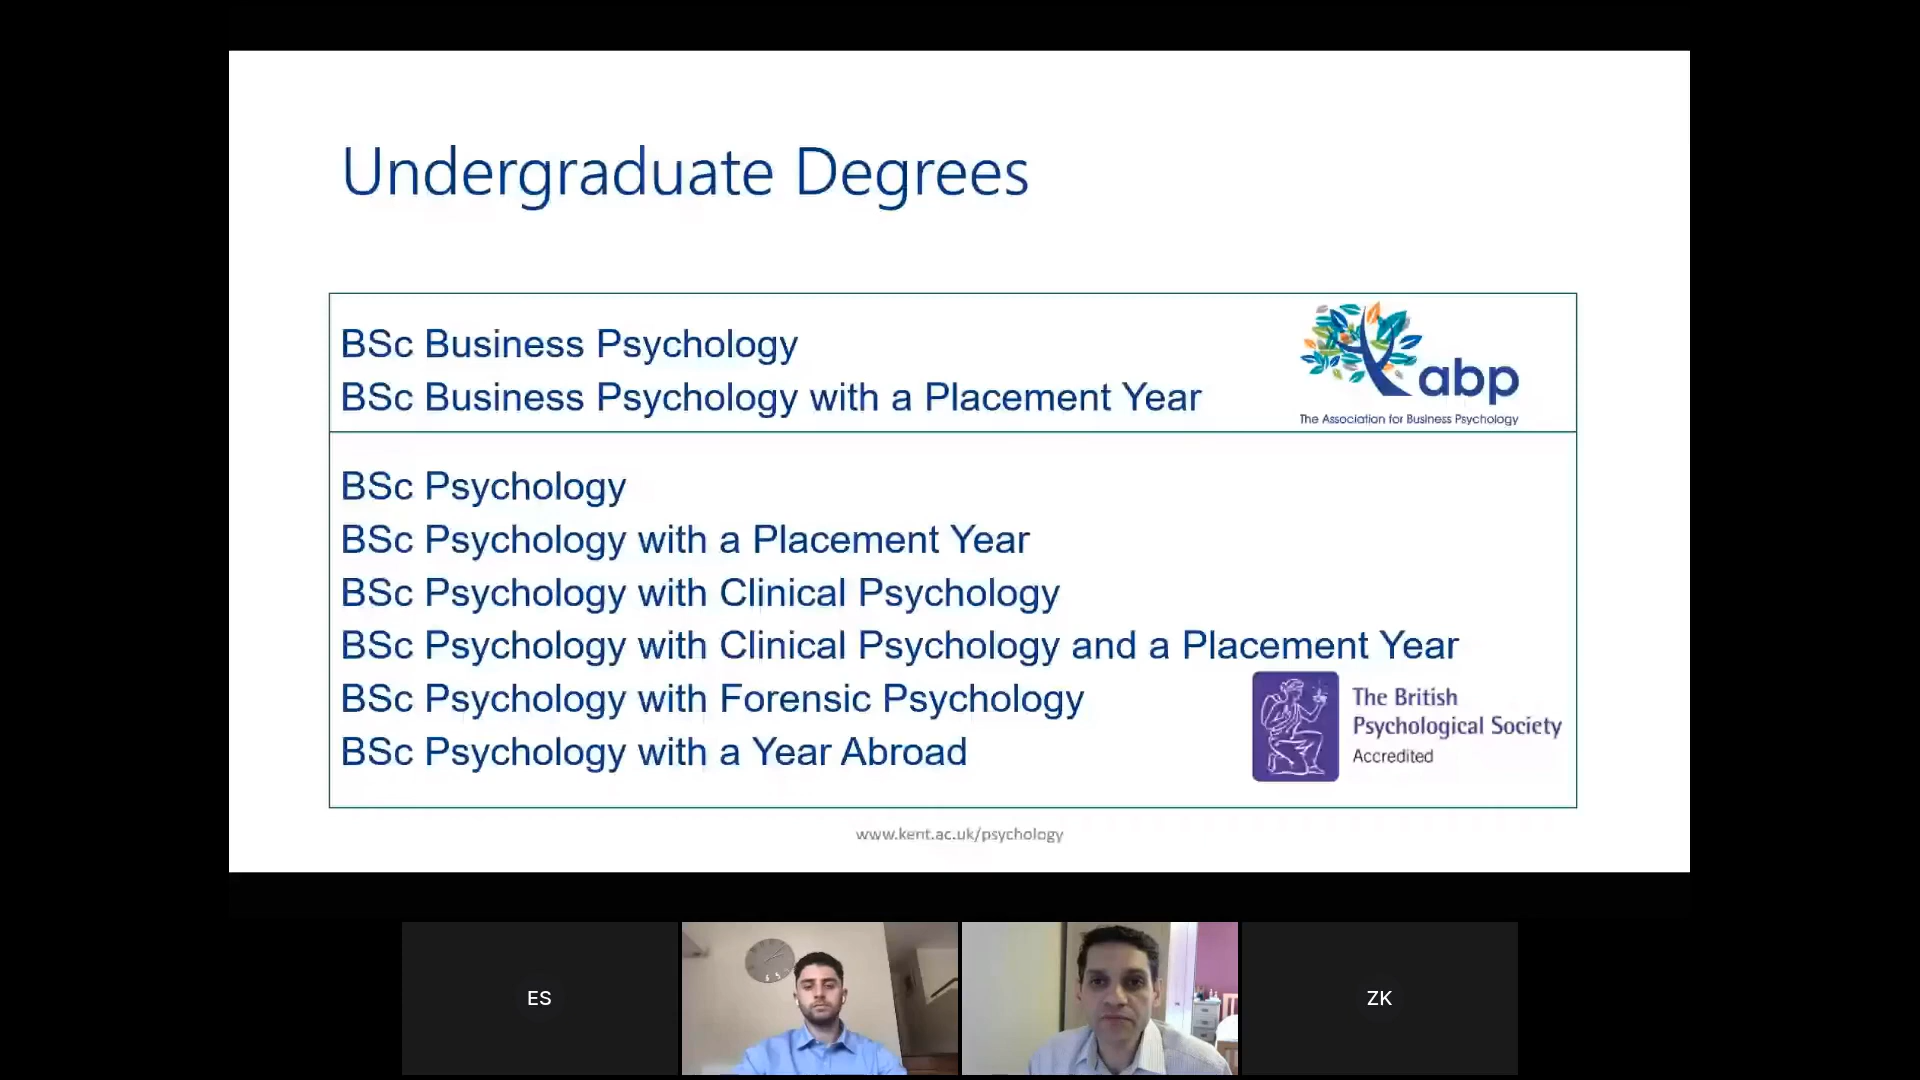 Undergraduate Degrees
BSc Business Psychology
BSc Business Psychology with a Placement Year
abp
The Association for Business Psychology
BSc Psychology
BSc Psychology with a Placement Year
BSc Psychology with Clinical Psychology
BSc Psychology with Clinical Psychology and a Placement Year
BSc Psychology with Forensic Psychology
BSc Psychology with a Year Abroad
The British
Psychological Society
Accredited
www.kent.ac.uk/psychology
ES
ZK